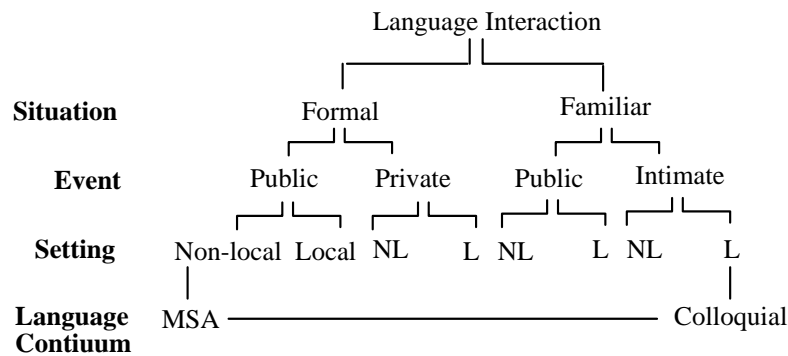 Language Interaction
Situation Formal Familiar
Event Public Private Public Intimate
Setting Non-local Local NL L NL L NL L
Language Contiuum MSA Colloquial